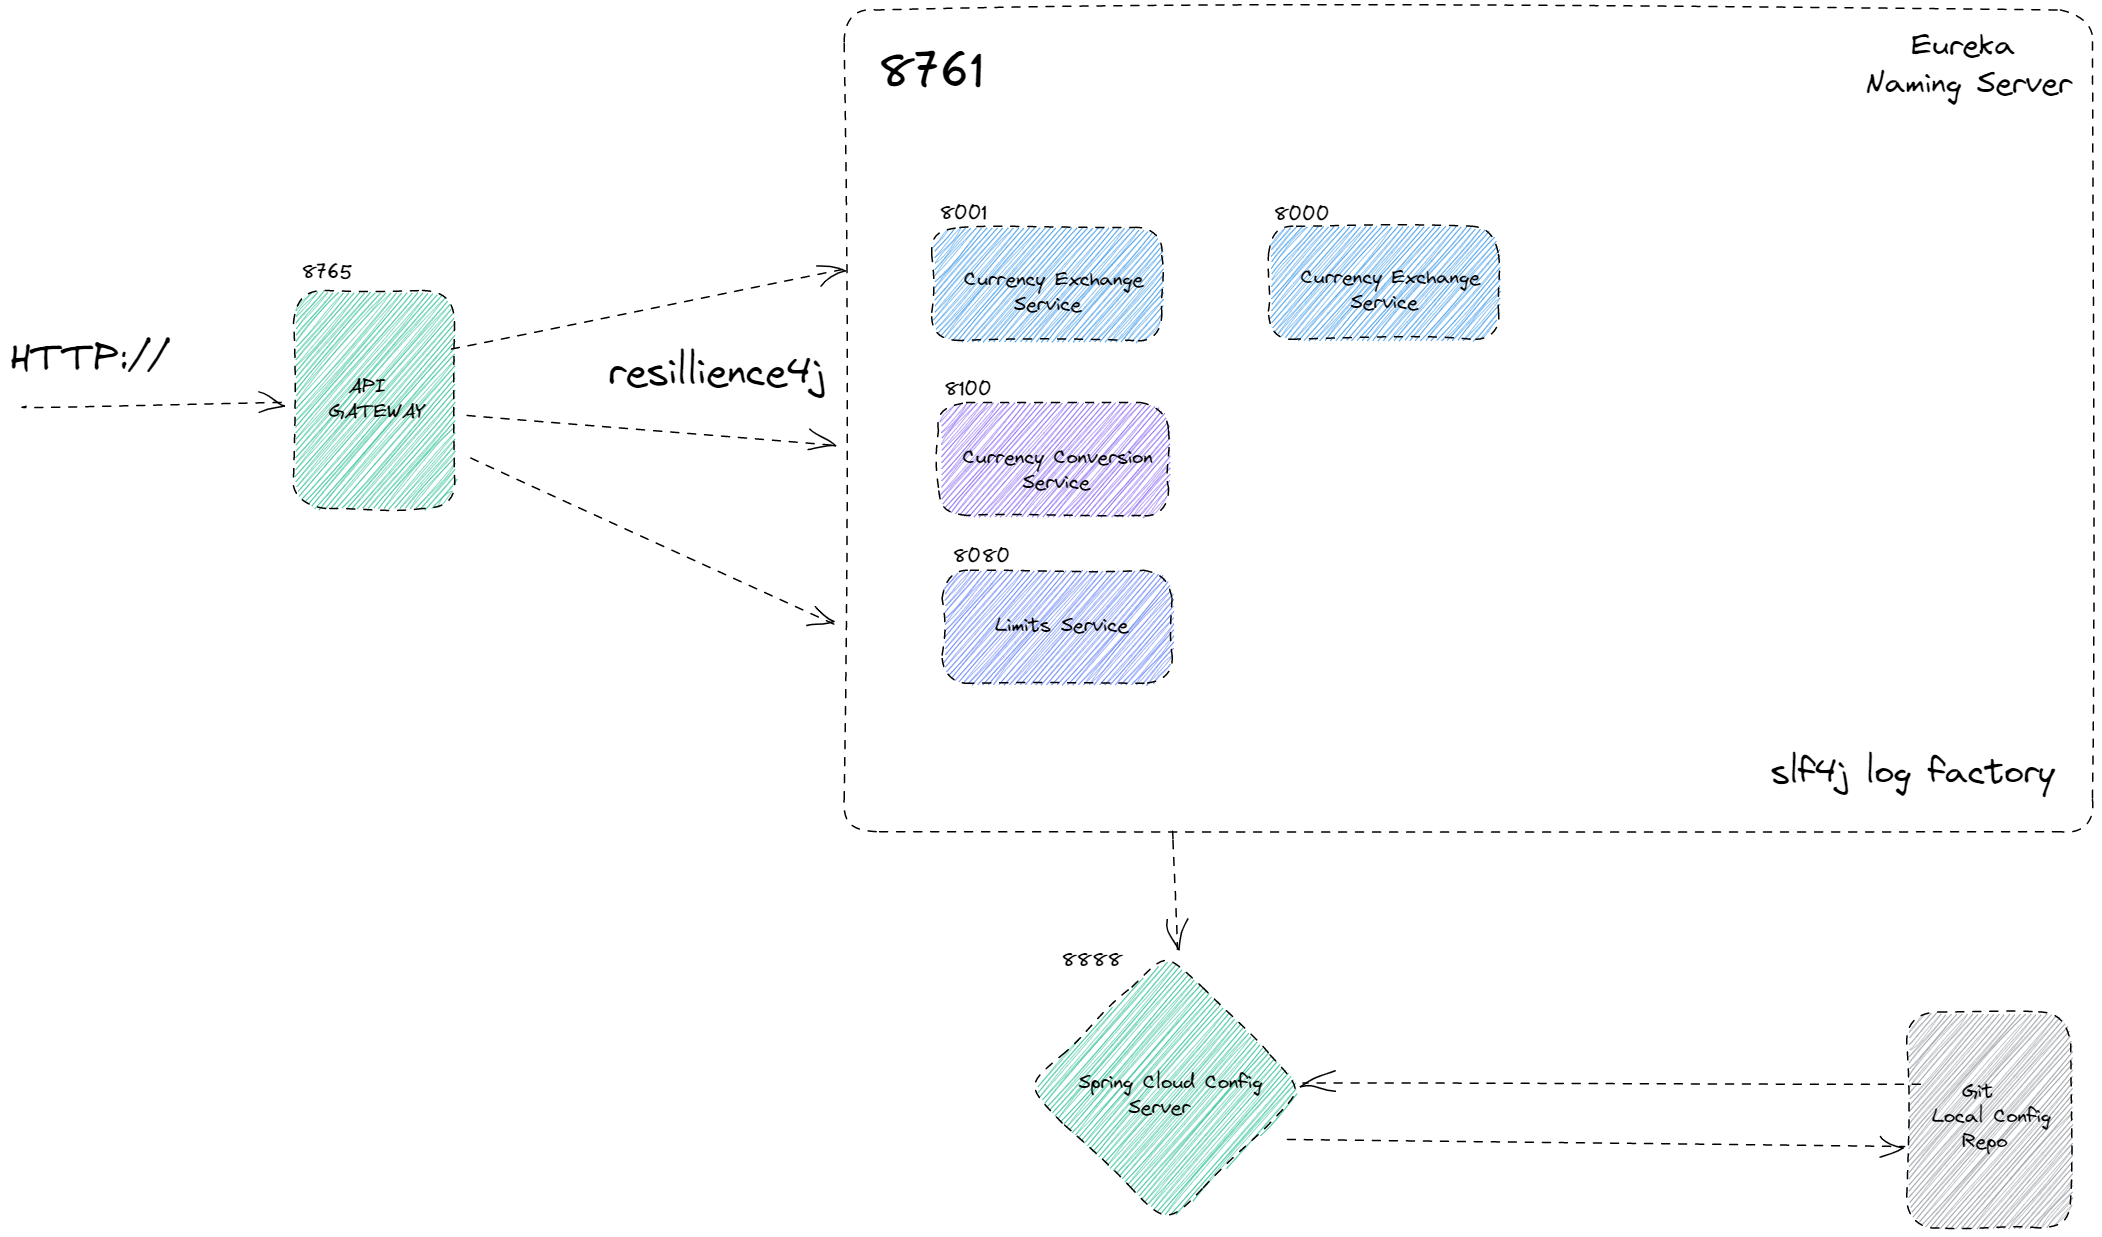 8761
Eureka
Naming Server
8001
Currency Exchange
Service
8000
Currency Exchange
Service
8765
API
GATEWAY
HTTP://
resillience4j
8100
Currency Conversion
Service
8080
Limits Service
slf4j log factory
8888
Spring Cloud Config
Server
Git
Local Config
Repo